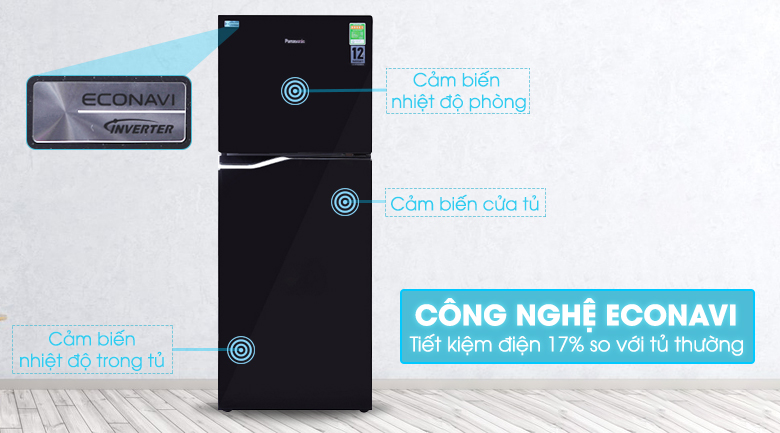 ECONAVI
INVERTER
Panasonic
12
Cảm biến
nhiệt độ phòng
Cảm biến cửa tủ
CÔNG NGHỆ ECONAVI
Tiết kiệm điện 17% so với tủ thường
Cảm biến
nhiệt độ trong tủ